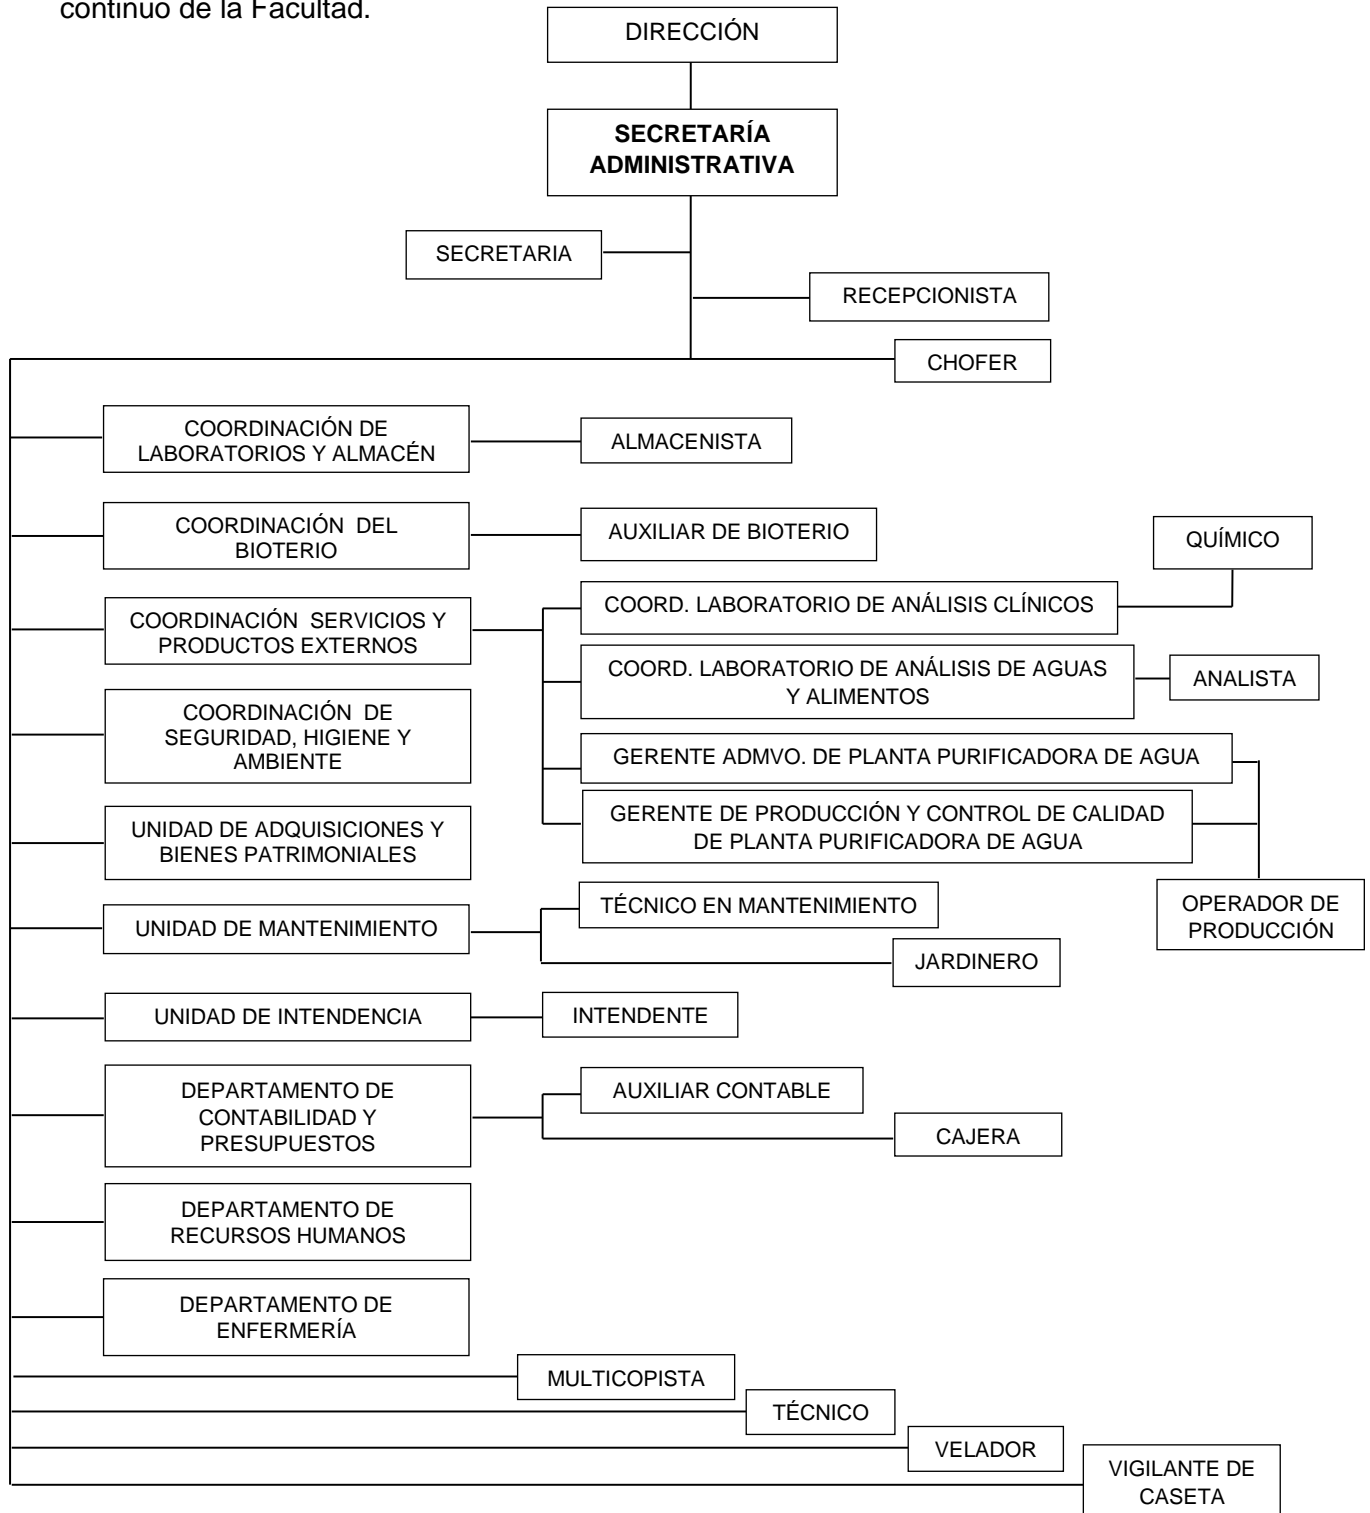 continuo de la Facultad.
DIRECCIÓN
SECRETARÍA
ADMINISTRATIVA
SECRETARIA
RECEPCIONISTA
CHOFER
COORDINACIÓN DE
LABORATORIOS Y ALMACÉN
ALMACENISTA
COORDINACIÓN DEL
BIOTERIO
AUXILIAR DE BIOTERIO
QUÍMICO
COORDINACIÓN SERVICIOS Y
PRODUCTOS EXTERNOS
COORD. LABORATORIO DE ANÁLISIS CLÍNICOS
COORD. LABORATORIO DE ANÁLISIS DE AGUAS
Y ALIMENTOS
ANALISTA
COORDINACIÓN DE
SEGURIDAD, HIGIENE Y
AMBIENTE
GERENTE ADMVO. DE PLANTA PURIFICADORA DE AGUA
UNIDAD DE ADQUISICIONES Y
BIENES PATRIMONIALES
GERENTE DE PRODUCCIÓN Y CONTROL DE CALIDAD
DE PLANTA PURIFICADORA DE AGUA
OPERADOR DE
PRODUCCIÓN
UNIDAD DE MANTENIMIENTO
TÉCNICO EN MANTENIMIENTO
JARDINERO
UNIDAD DE INTENDENCIA
INTENDENTE
DEPARTAMENTO DE
CONTABILIDAD Y
PRESUPUESTOS
AUXILIAR CONTABLE
CAJERA
DEPARTAMENTO DE
RECURSOS HUMANOS
DEPARTAMENTO DE
ENFERMERÍA
MULTICOPISTA
TÉCNICO
VELADOR
VIGILANTE DE
CASETA